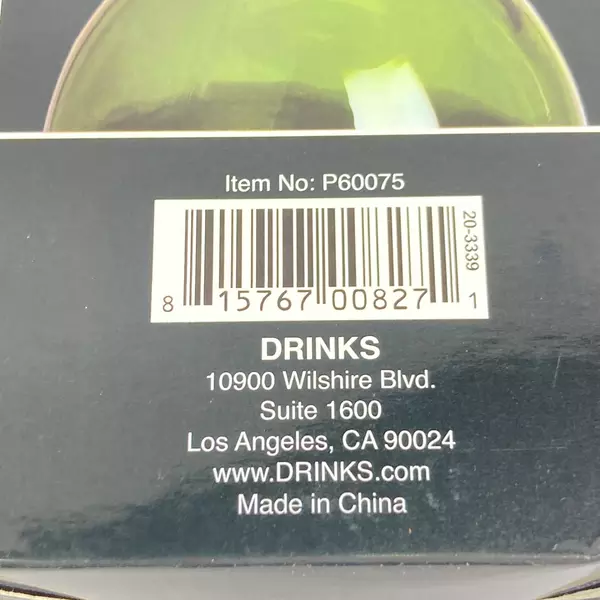 Item No: P60075
20-3339
8 15767 00827 1
DRINKS
10900 Wilshire Blvd.
Suite 1600
Los Angeles, CA 90024
www.DRINKS.com
Made in China